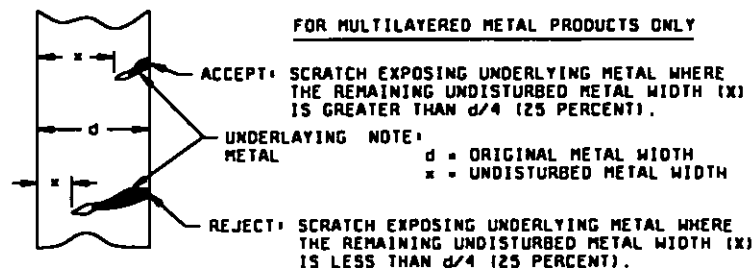 FOR MULTILAYERED METAL PRODUCTS ONLY
x
ACCEPT: SCRATCH EXPOSING UNDERLYING METAL WHERE
THE REMAINING UNDISTURBED METAL WIDTH (X)
IS GREATER THAN d/4 (25 PERCENT).
d
UNDERLAYING
METAL
NOTE:
d = ORIGINAL METAL WIDTH
x = UNDISTURBED METAL WIDTH
x
REJECT: SCRATCH EXPOSING UNDERLYING METAL WHERE
THE REMAINING UNDISTURBED METAL WIDTH (X)
IS LESS THAN d/4 (25 PERCENT).